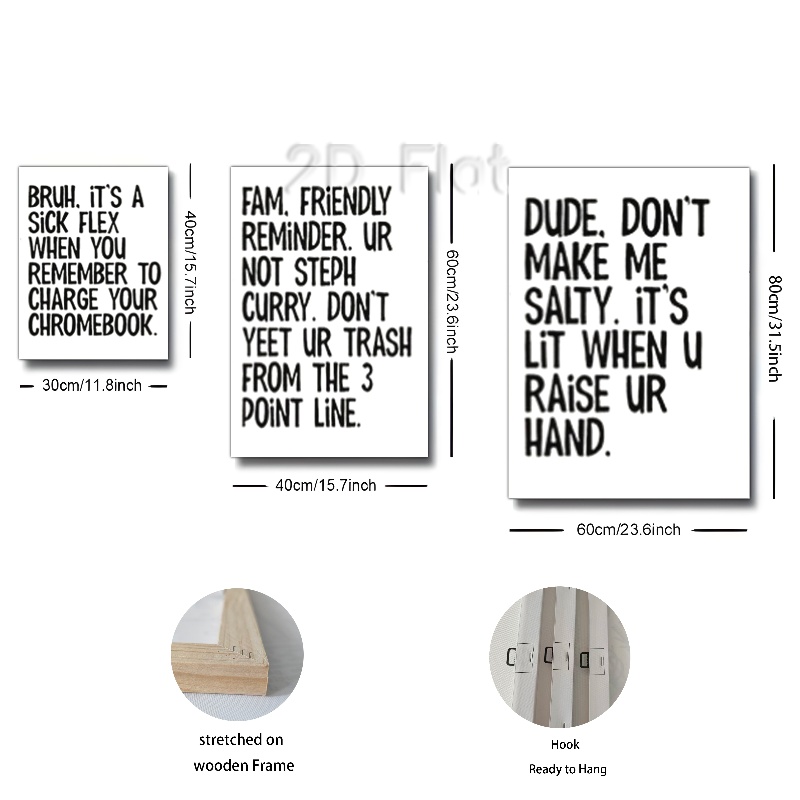 2D Flat
BRUH, iT'S A
SiCK FLEX
WHEN YOU
REMEMBER TO
CHARGE YOUR
CHROMEBOOK.
40cm/15.7inch
30cm/11.8inch
FAM, FRiENDLY
REMiNDER. UR
NOT STEPH
CURRY. DON'T
YEET UR TRASH
FROM THE 3
POiNT LiNE.
60cm/23.6inch
40cm/15.7inch
DUDE, DON'T
MAKE ME
SALTY. iT'S
LiT WHEN U
RAiSE UR
HAND.
80cm/31.5inch
60cm/23.6inch
stretched on
wooden Frame
Hook
Ready to Hang